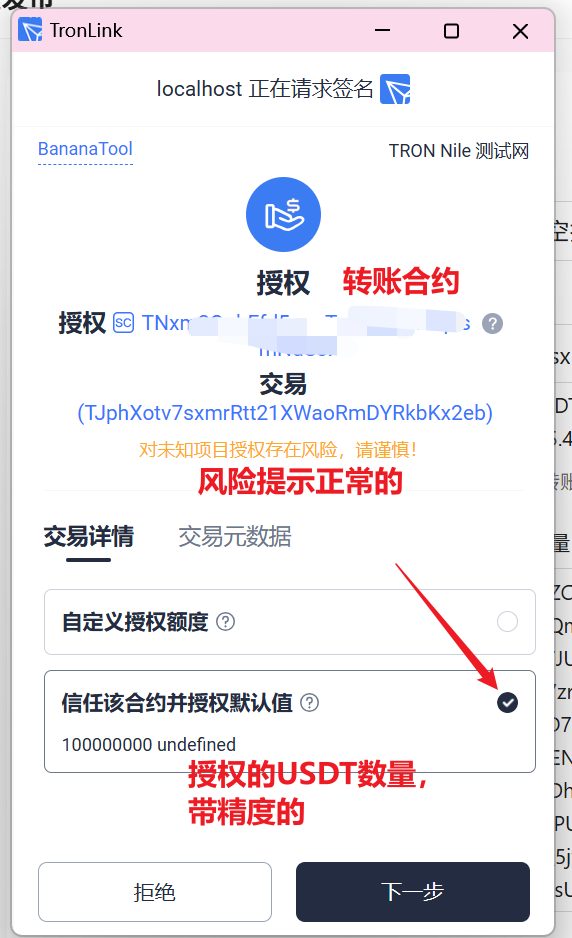 TronLink
localhost 正在请求签名
BananaTool
TRON Nile 测试网
授权 转账合约
授权 SC TNxm
交易
(TJphXotv7sxmrRtt21XWaoRmDYRkbKx2eb)
对未知项目授权存在风险，请谨慎！
风险提示正常的
交易详情 交易元数据
自定义授权额度
信任该合约并授权默认值
100000000 undefined
授权的USDT数量，
带精度的
拒绝 下一步